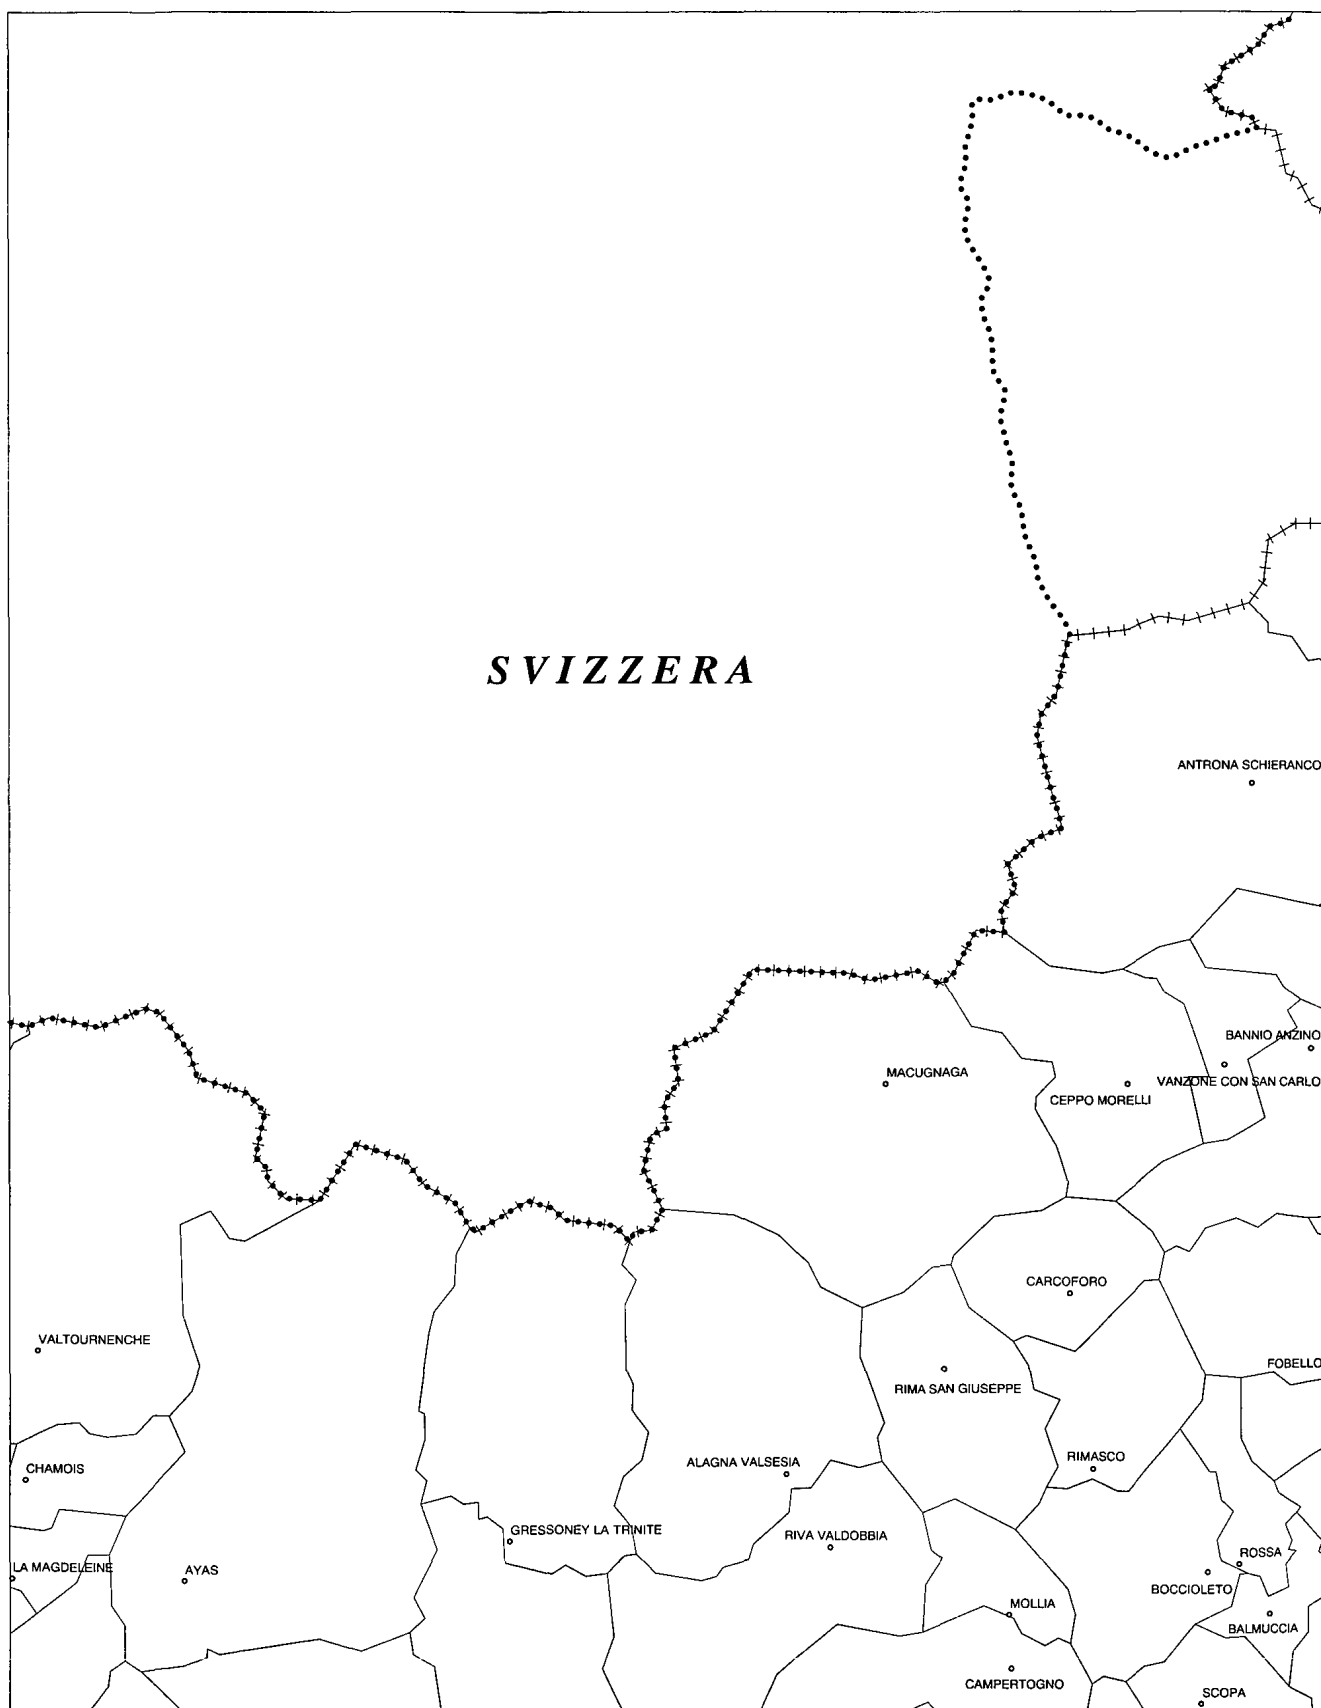 SVIZZERA
ANTRONA SCHIERANCO
BANNIO ANZINO
MACUGNAGA
VANZONE CON SAN CARLO
CEPPO MORELLI
CARCOFORO
VALTOURNENCHE
FOBELLO
RIMA SAN GIUSEPPE
RIMASCO
ALAGNA VALSESIA
CHAMOIS
GRESSONEY LA TRINITE
RIVA VALDOBBIA
ROSSA
LA MAGDELEINE
AYAS
BOCCIOLETO
MOLLIA
BALMUCCIA
CAMPERTOGNO
SCOPA